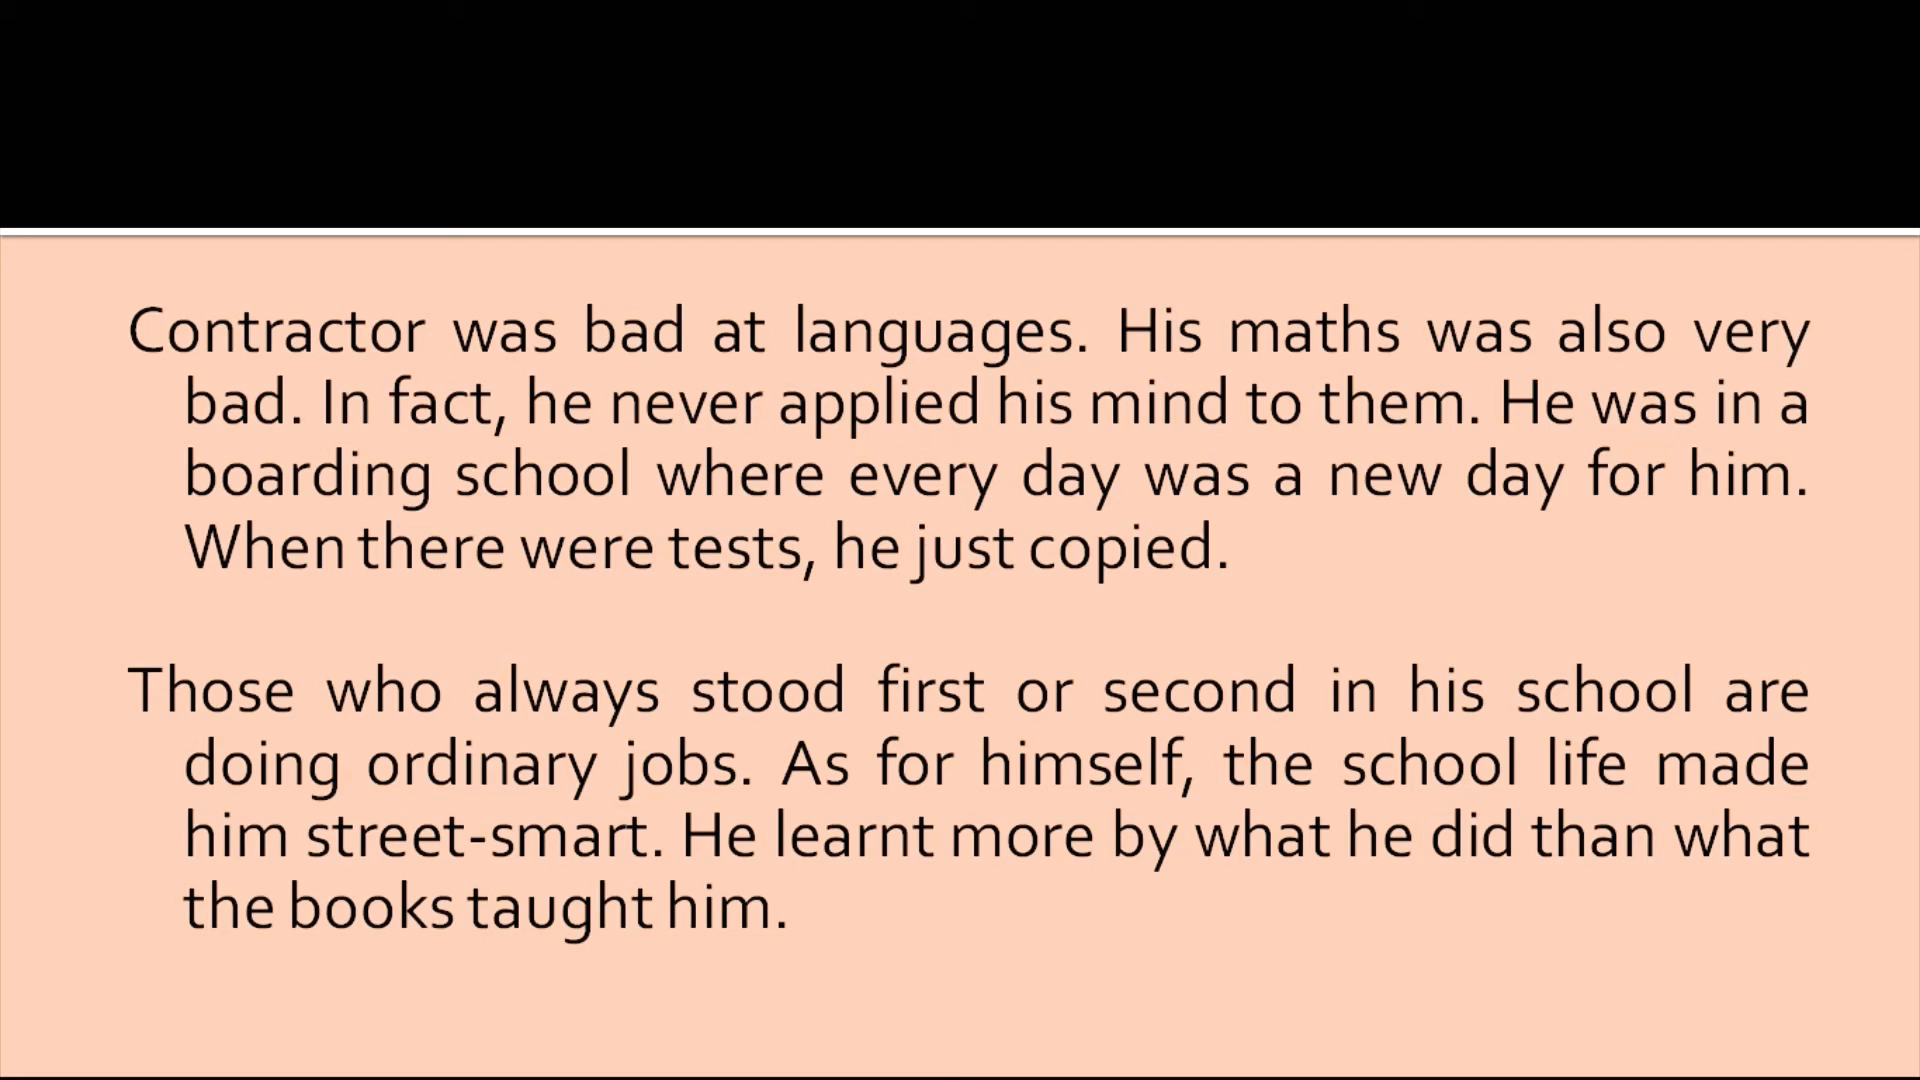 Contractor was bad at languages. His maths was also very
bad. In fact, he never applied his mind to them. He was in a
boarding school where every day was a new day for him.
When there were tests, he just copied.
Those who always stood first or second in his school are
doing ordinary jobs. As for himself, the school life made
him street-smart. He learnt more by what he did than what
the books taught him.